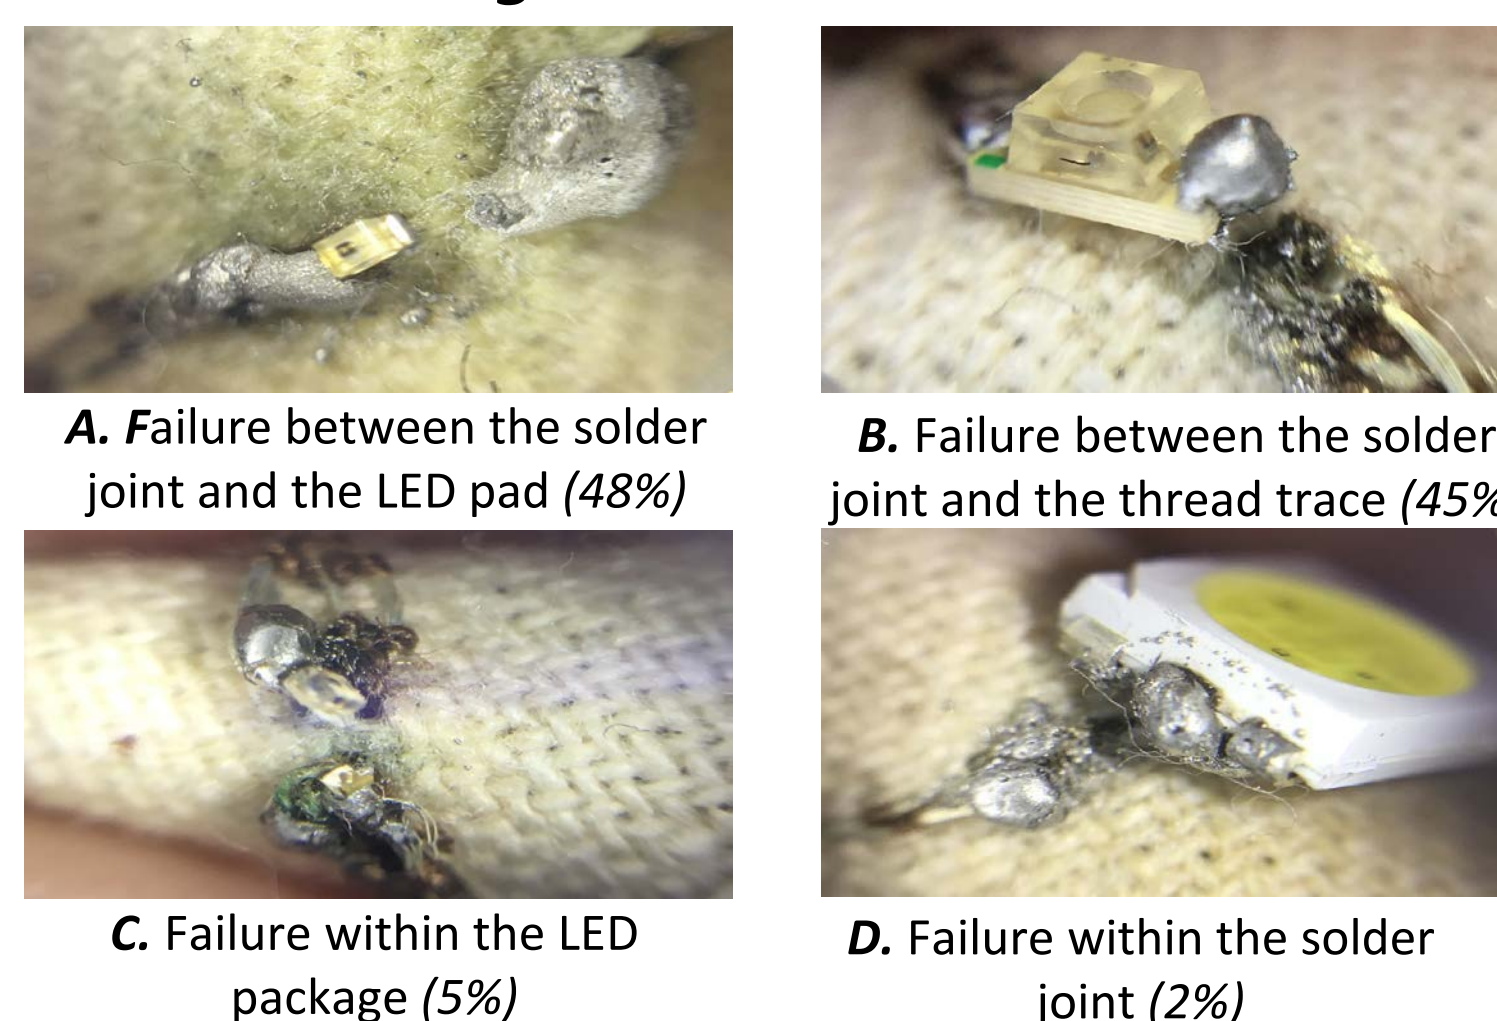 A. Failure between the solder
joint and the LED pad (48%)
B. Failure between the solder
joint and the thread trace (45%
C. Failure within the LED
package (5%)
D. Failure within the solder
joint (2%)